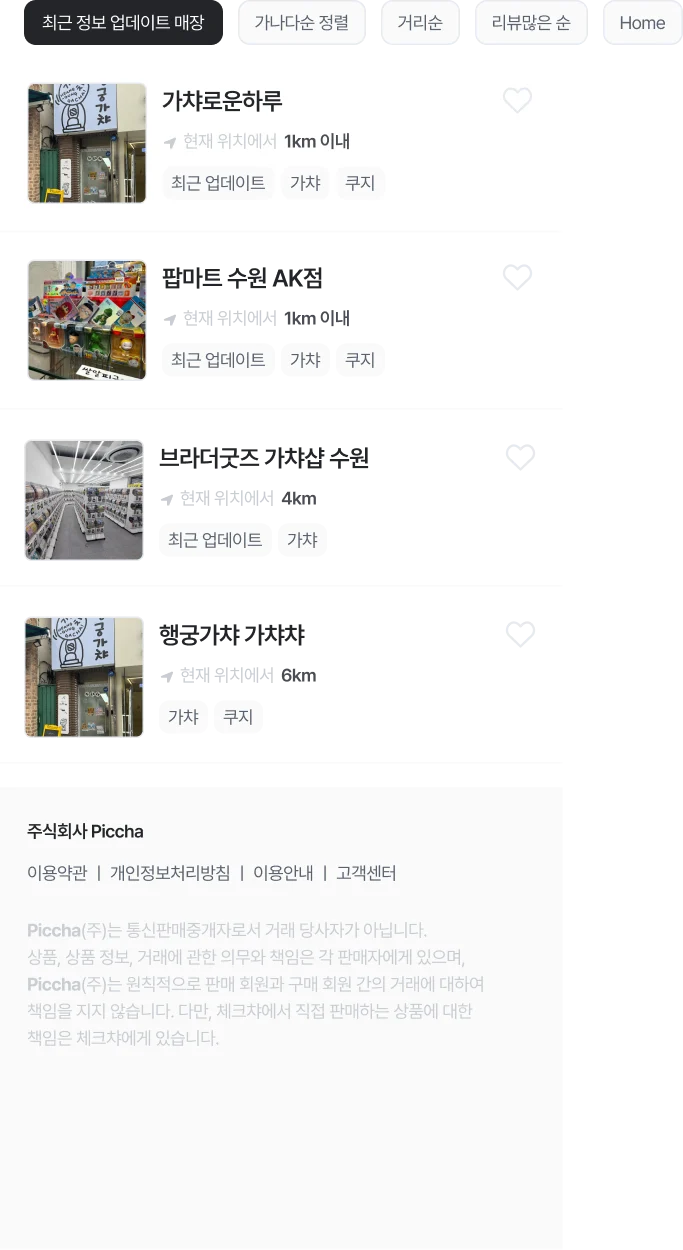 최근 정보 업데이트 매장 가나다순 정렬 거리순 리뷰많은 순 Home
가챠로운하루
현재 위치에서 1km 이내
최근 업데이트 가챠 쿠지
팝마트 수원 AK점
현재 위치에서 1km 이내
최근 업데이트 가챠 쿠지
브라더굿즈 가챠샵 수원
현재 위치에서 4km
최근 업데이트 가챠
행궁가챠 가챠챠
현재 위치에서 6km
가챠 쿠지
주식회사 Piccha
이용약관 | 개인정보처리방침 | 이용안내 | 고객센터
Piccha(주)는 통신판매중개자로서 거래 당사자가 아닙니다.
상품, 상품 정보, 거래에 관한 의무와 책임은 각 판매자에게 있으며,
Piccha(주)는 원칙적으로 판매 회원과 구매 회원 간의 거래에 대하여
책임을 지지 않습니다. 다만, 체크챠에서 직접 판매하는 상품에 대한
책임은 체크챠에게 있습니다.